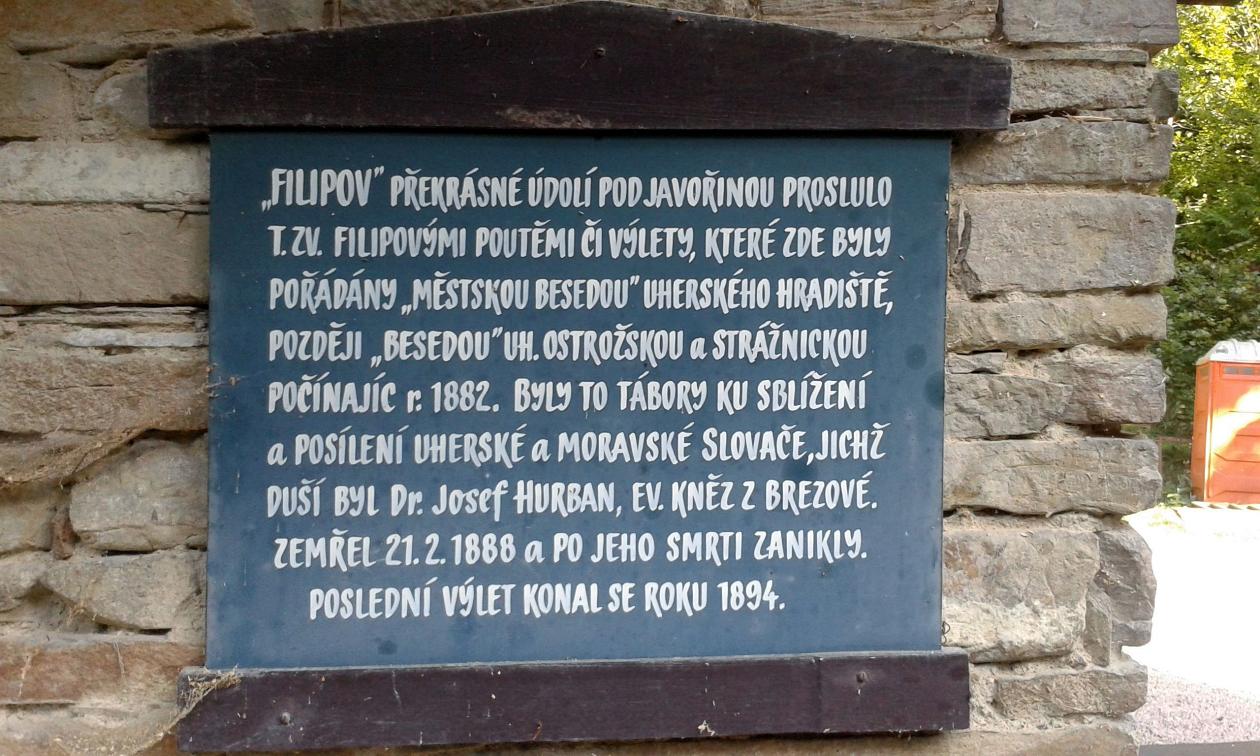 „FILIPOV” PŘEKRÁSNÉ ÚDOLÍ POD JAVOŘINOU PROSLULO
T. ZV. FILIPOVÝMI POUTĚMI ČI VÝLETY, KTERÉ ZDE BYLY
POŘÁDÁNY „MĚSTSKOU BESEDOU” UHERSKÉHO HRADIŠTĚ,
POZDĚJI „BESEDOU” UH. OSTROŽSKOU a STRÁŽNICKOU
POČÍNAJÍC r. 1882. BYLY TO TÁBORY KU SBLÍŽENÍ
a POSÍLENÍ UHERSKÉ a MORAVSKÉ SLOVAČE, JICHŽ
DUŠÍ BYL Dr. Josef HURBAN, EV. KNĚZ Z BREZOVÉ.
ZEMŘEL 21. 2. 1888 a PO JEHO SMRTI ZANIKLY.
POSLEDNÍ VÝLET KONAL SE ROKU 1894.